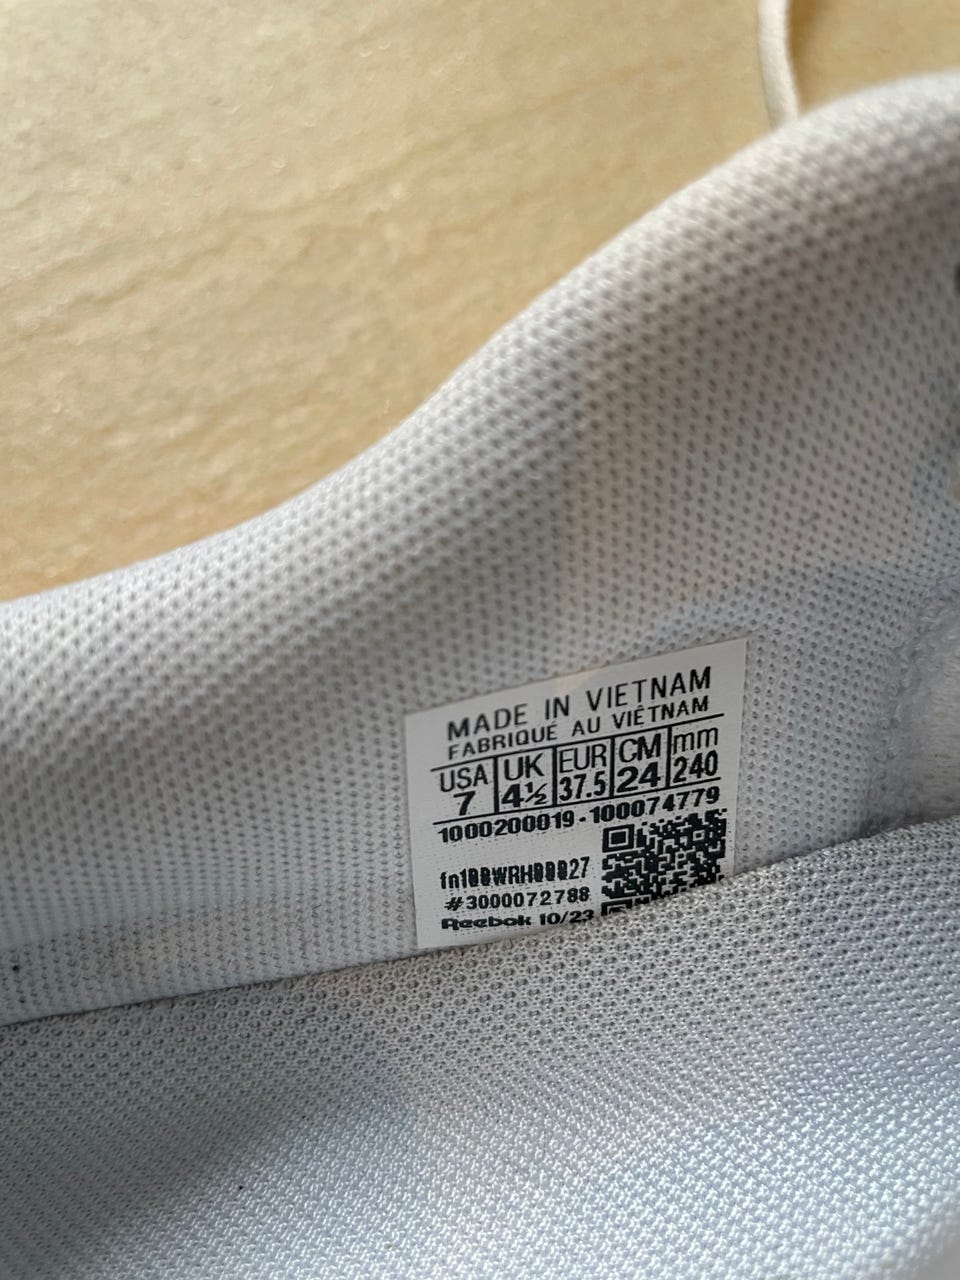 MADE IN VIETNAM
FABRIQUÉ AU VIÊTNAM
USA UK EUR CM mm
7 4½ 37.5 24 240
1000200019-100074779
#3000072788
Reebok 10/23